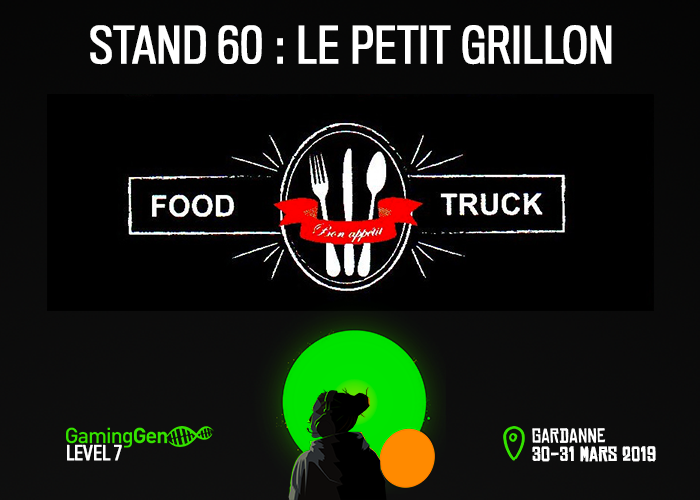 STAND 60 : LE PETIT GRILLON
FOOD
TRUCK
Bon appétit
GamingGen
LEVEL 7
GARDANNE
30-31 MARS 2019